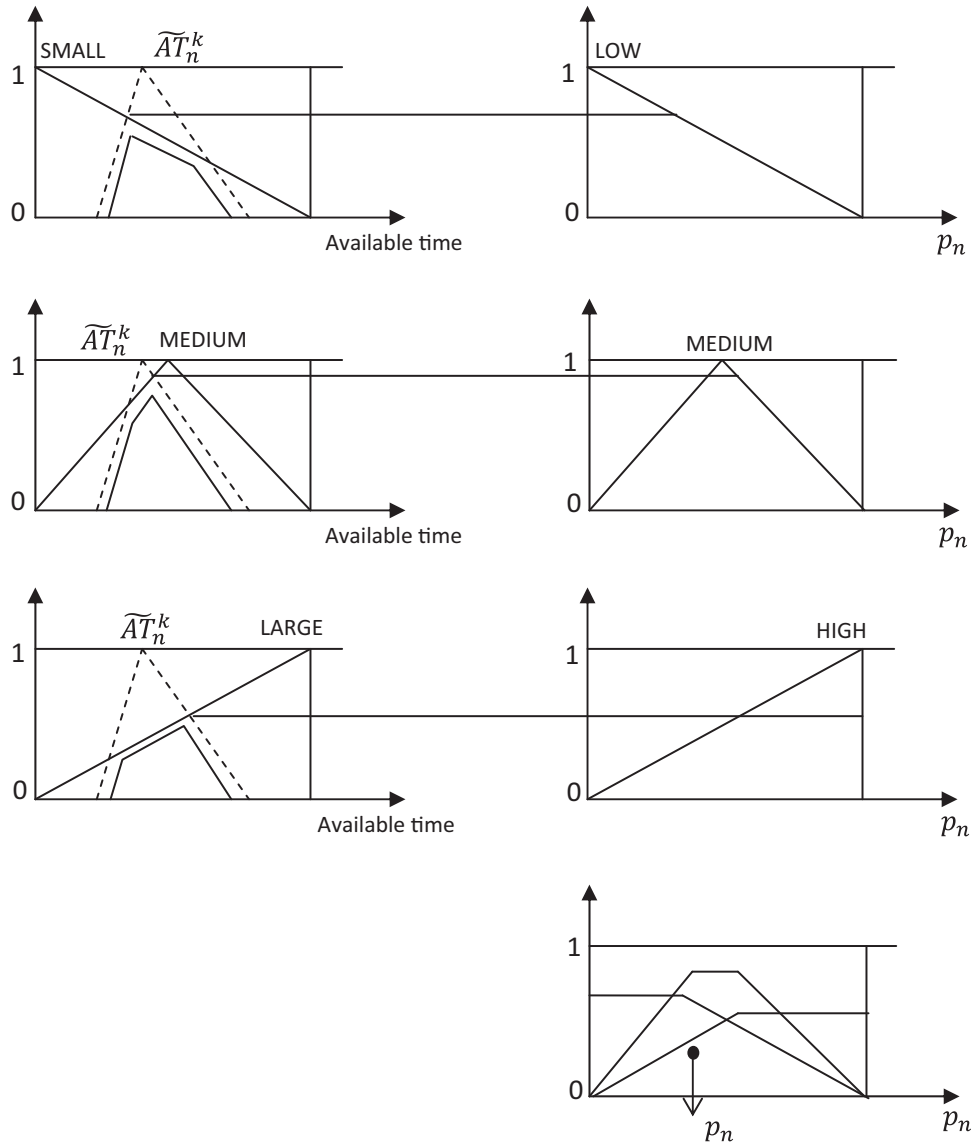 SMALL
$\widetilde{AT}_n^k$
LOW
1
1
0
0
Available time
$p_n$
$\widetilde{AT}_n^k$
MEDIUM
MEDIUM
1
1
0
0
Available time
$p_n$
$\widetilde{AT}_n^k$
LARGE
HIGH
1
1
0
0
Available time
$p_n$
1
0
$p_n$
$p_n$